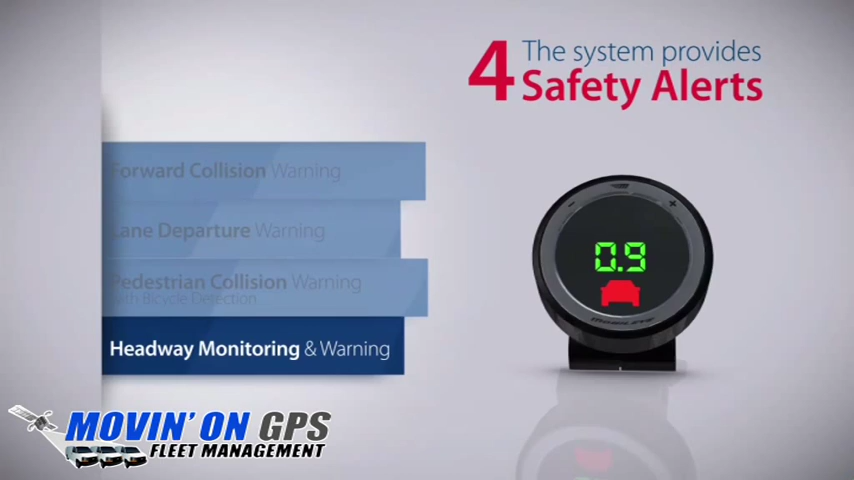 The system provides
4 Safety Alerts
Forward Collision Warning
Lane Departure Warning
Pedestrian Collision Warning
with Bicycle Detection
Headway Monitoring & Warning
- +
0.9
MOVIN' ON GPS
FLEET MANAGEMENT